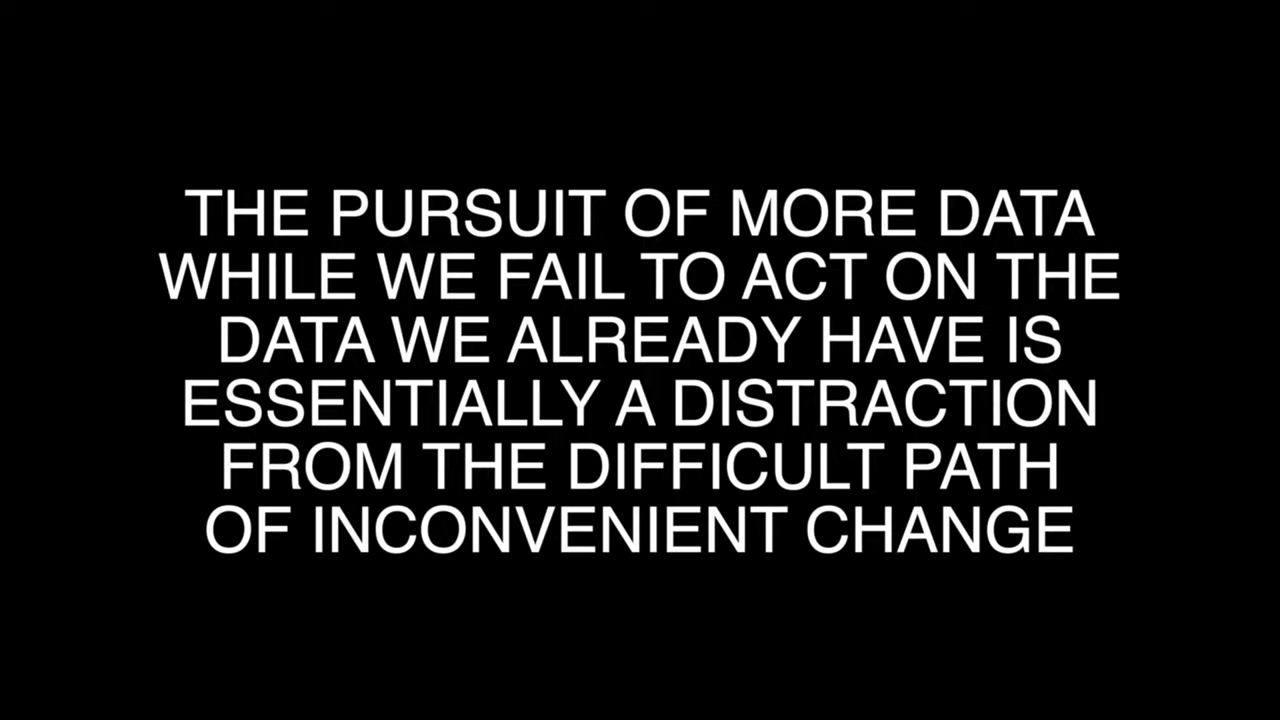 THE PURSUIT OF MORE DATA
WHILE WE FAIL TO ACT ON THE
DATA WE ALREADY HAVE IS
ESSENTIALLY A DISTRACTION
FROM THE DIFFICULT PATH
OF INCONVENIENT CHANGE